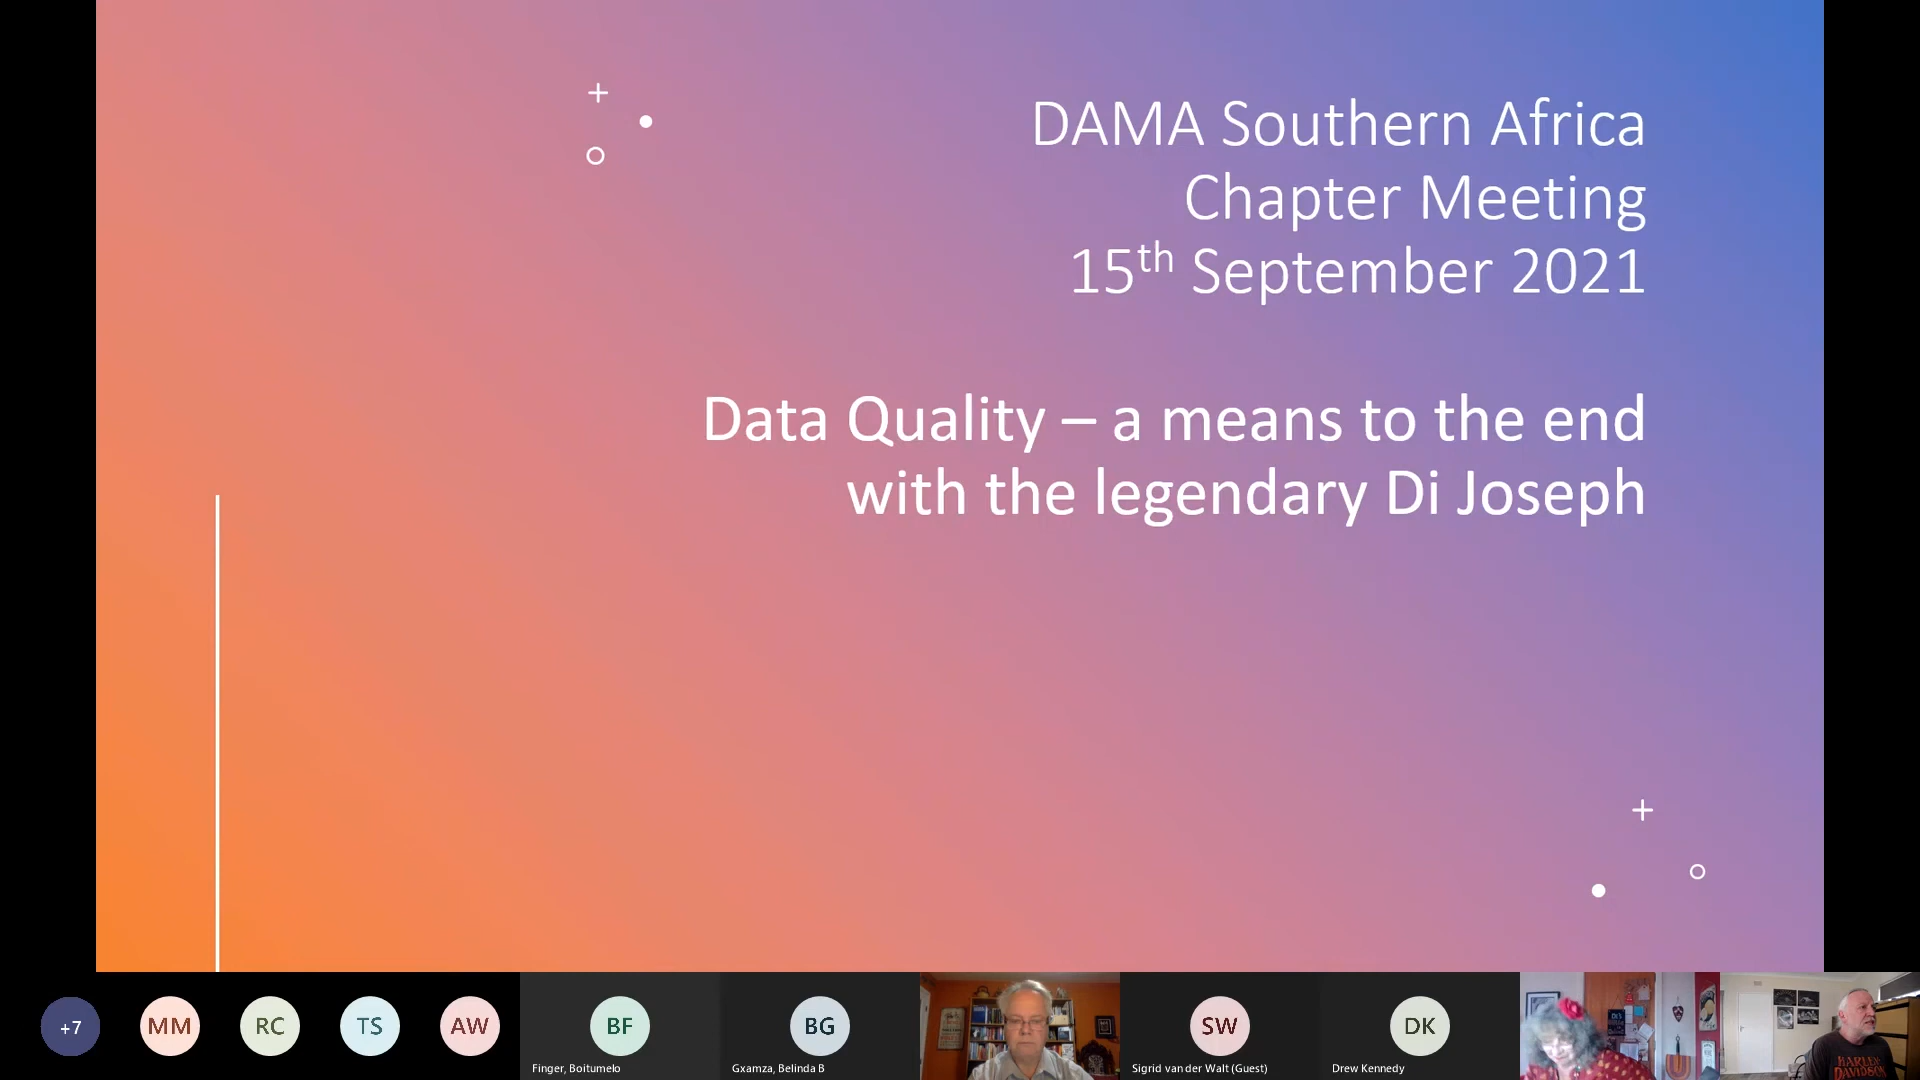 DAMA Southern Africa
Chapter Meeting
15th September 2021
Data Quality – a means to the end
with the legendary Di Joseph
+7
MM
RC
TS
AW
BF
BG
SW
DK
Finger, Boitumelo
Gxamza, Belinda B
Sigrid van der Walt (Guest)
Drew Kennedy
HARLEY
DAVIDSON